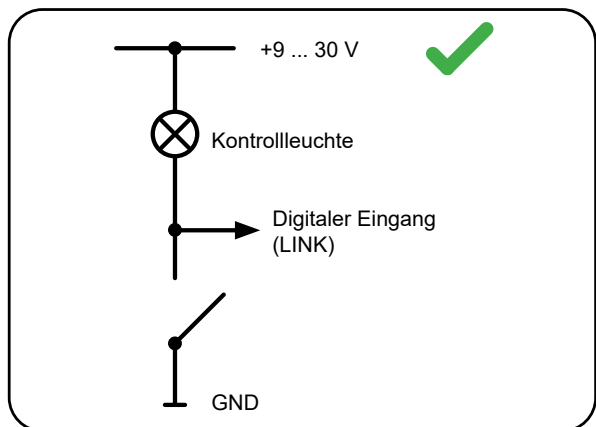 +9 ... 30 V
Kontrollleuchte
Digitaler Eingang
(LINK)
GND